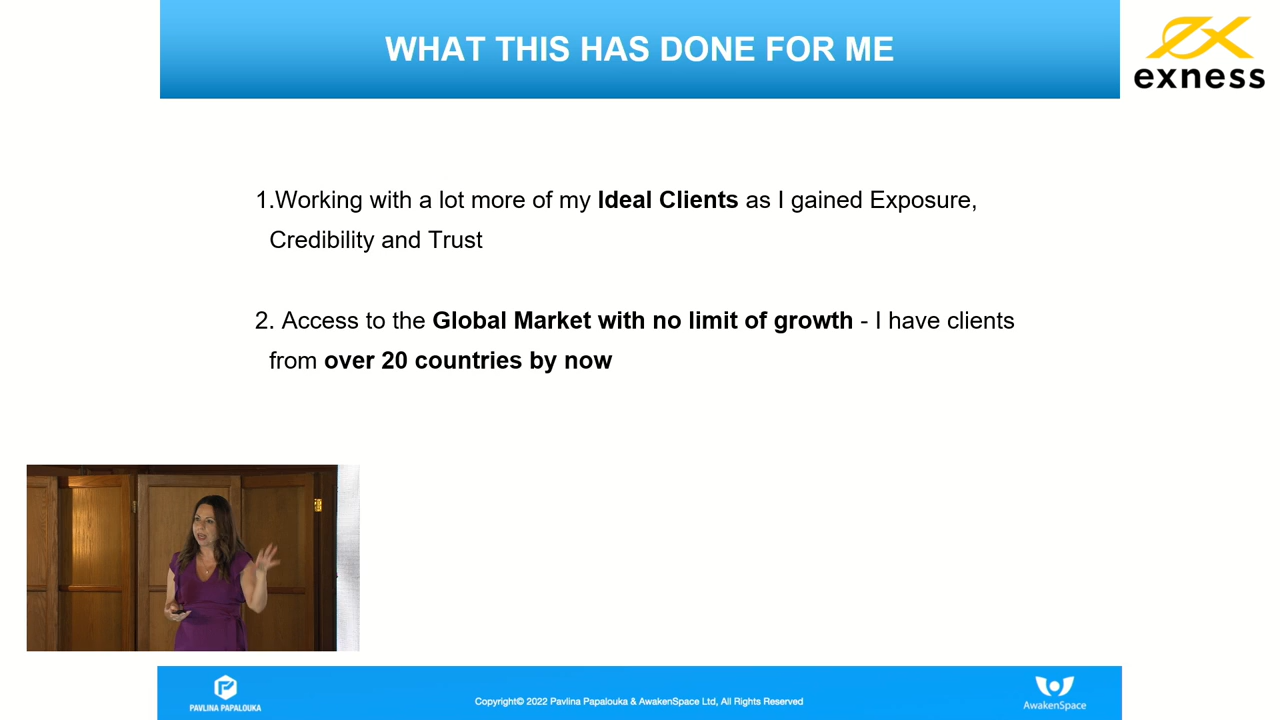 WHAT THIS HAS DONE FOR ME
exness
1.Working with a lot more of my Ideal Clients as I gained Exposure,
Credibility and Trust
2. Access to the Global Market with no limit of growth - I have clients
from over 20 countries by now
PAVLINA PAPALOUKA
Copyright© 2022 Pavlina Papalouka & AwakenSpace Ltd, All Rights Reserved
AwakenSpace